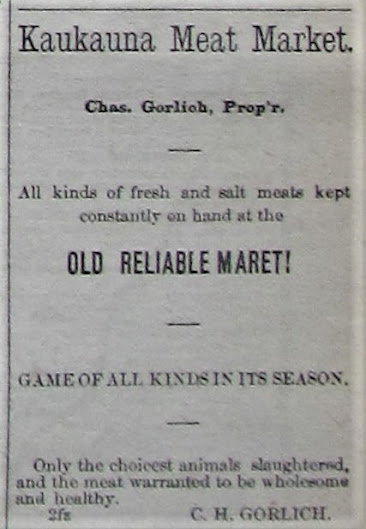 Kaukauna Meat Market.
Chas. Gorlich, Prop'r.
All kinds of fresh and salt meats kept
constantly on hand at the
OLD RELIABLE MARET!
GAME OF ALL KINDS IN ITS SEASON.
Only the choicest animals slaughtered,
and the meat warranted to be wholesome
and healthy.
2fs C. H. GORLICH.